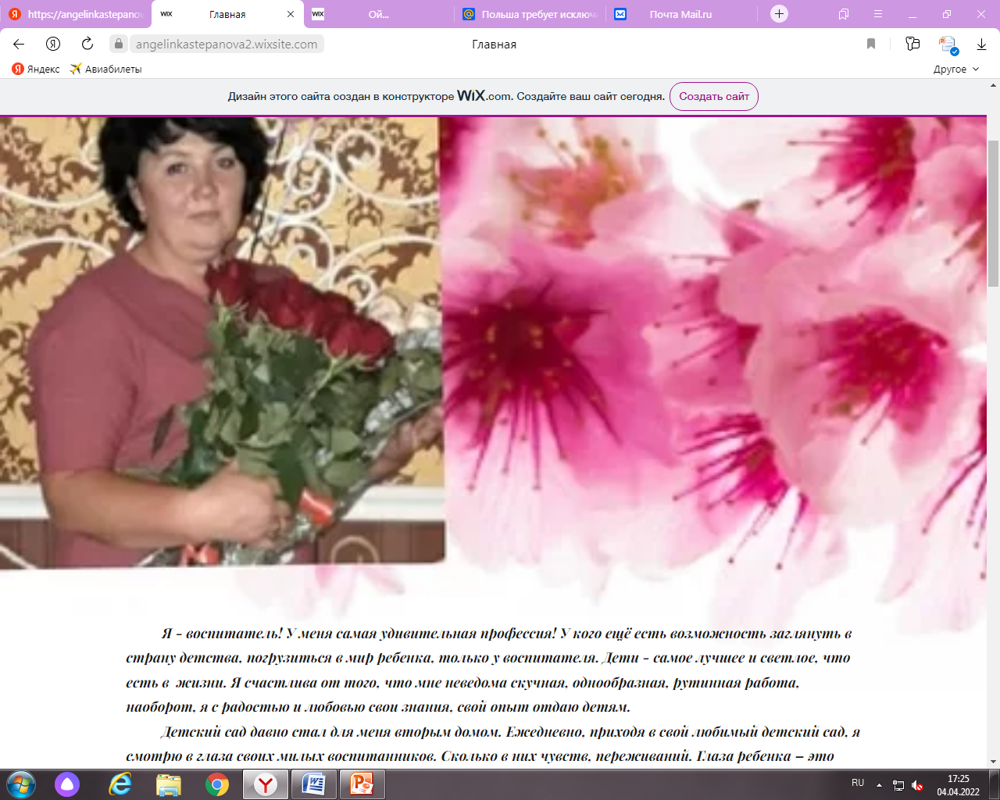 https://angelinkastepanov
WIX
Главная
WIX
Ой...
Польша требует исключ
Почта Mail.ru
Я
angelinkastepanova2.wixsite.com
Главная
Я Яндекс
Авиабилеты
Другое
Дизайн этого сайта создан в конструкторе WiX.com. Создайте ваш сайт сегодня.
Создать сайт
Я - воспитатель! У меня самая удивительная профессия! У кого ещё есть возможность заглянуть в
страну детства, погрузиться в мир ребенка, только у воспитателя. Дети - самое лучшее и светлое, что
есть в жизни. Я счастлива от того, что мне неведома скучная, однообразная, рутинная работа,
наоборот, я с радостью и любовью свои знания, свой опыт отдаю детям.
Детский сад давно стал для меня вторым домом. Ежедневно, приходя в свой любимый детский сад, я
смотрю в глаза своих милых воспитанников. Сколько в них чувств, переживаний. Глаза ребенка – это
RU
17:25
04.04.2022